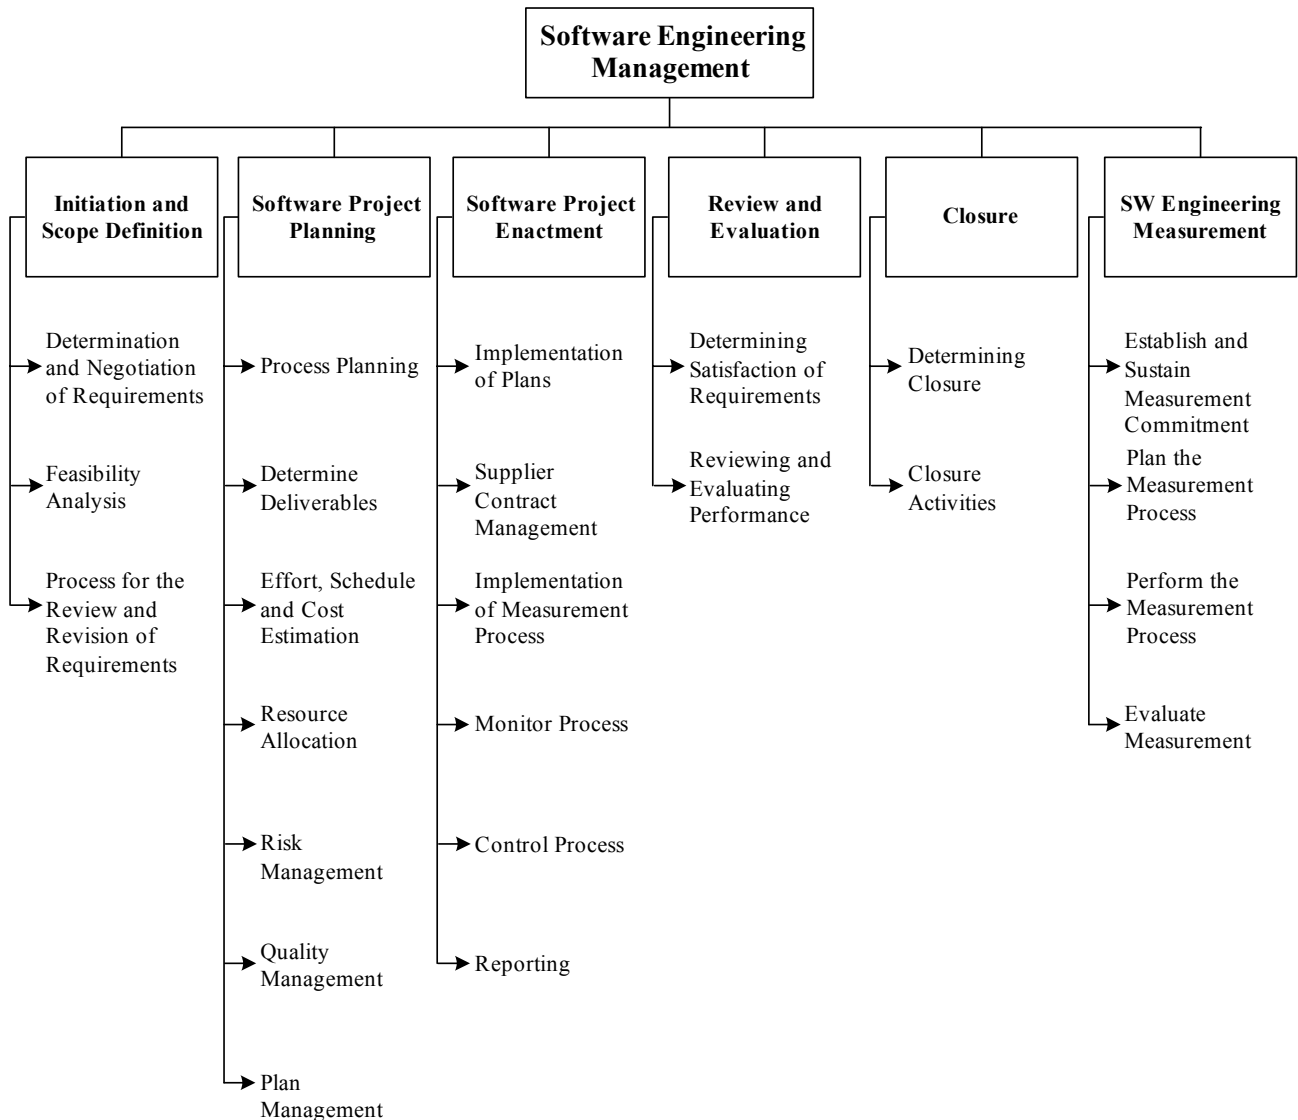 Software Engineering
Management
Initiation and
Scope Definition
Determination
and Negotiation
of Requirements
Feasibility
Analysis
Process for the
Review and
Revision of
Requirements
Software Project
Planning
Process Planning
Determine
Deliverables
Effort, Schedule
and Cost
Estimation
Resource
Allocation
Risk
Management
Quality
Management
Plan
Management
Software Project
Enactment
Implementation
of Plans
Supplier
Contract
Management
Implementation
of Measurement
Process
Monitor Process
Control Process
Reporting
Review and
Evaluation
Determining
Satisfaction of
Requirements
Reviewing and
Evaluating
Performance
Closure
Determining
Closure
Closure
Activities
SW Engineering
Measurement
Establish and
Sustain
Measurement
Commitment
Plan the
Measurement
Process
Perform the
Measurement
Process
Evaluate
Measurement